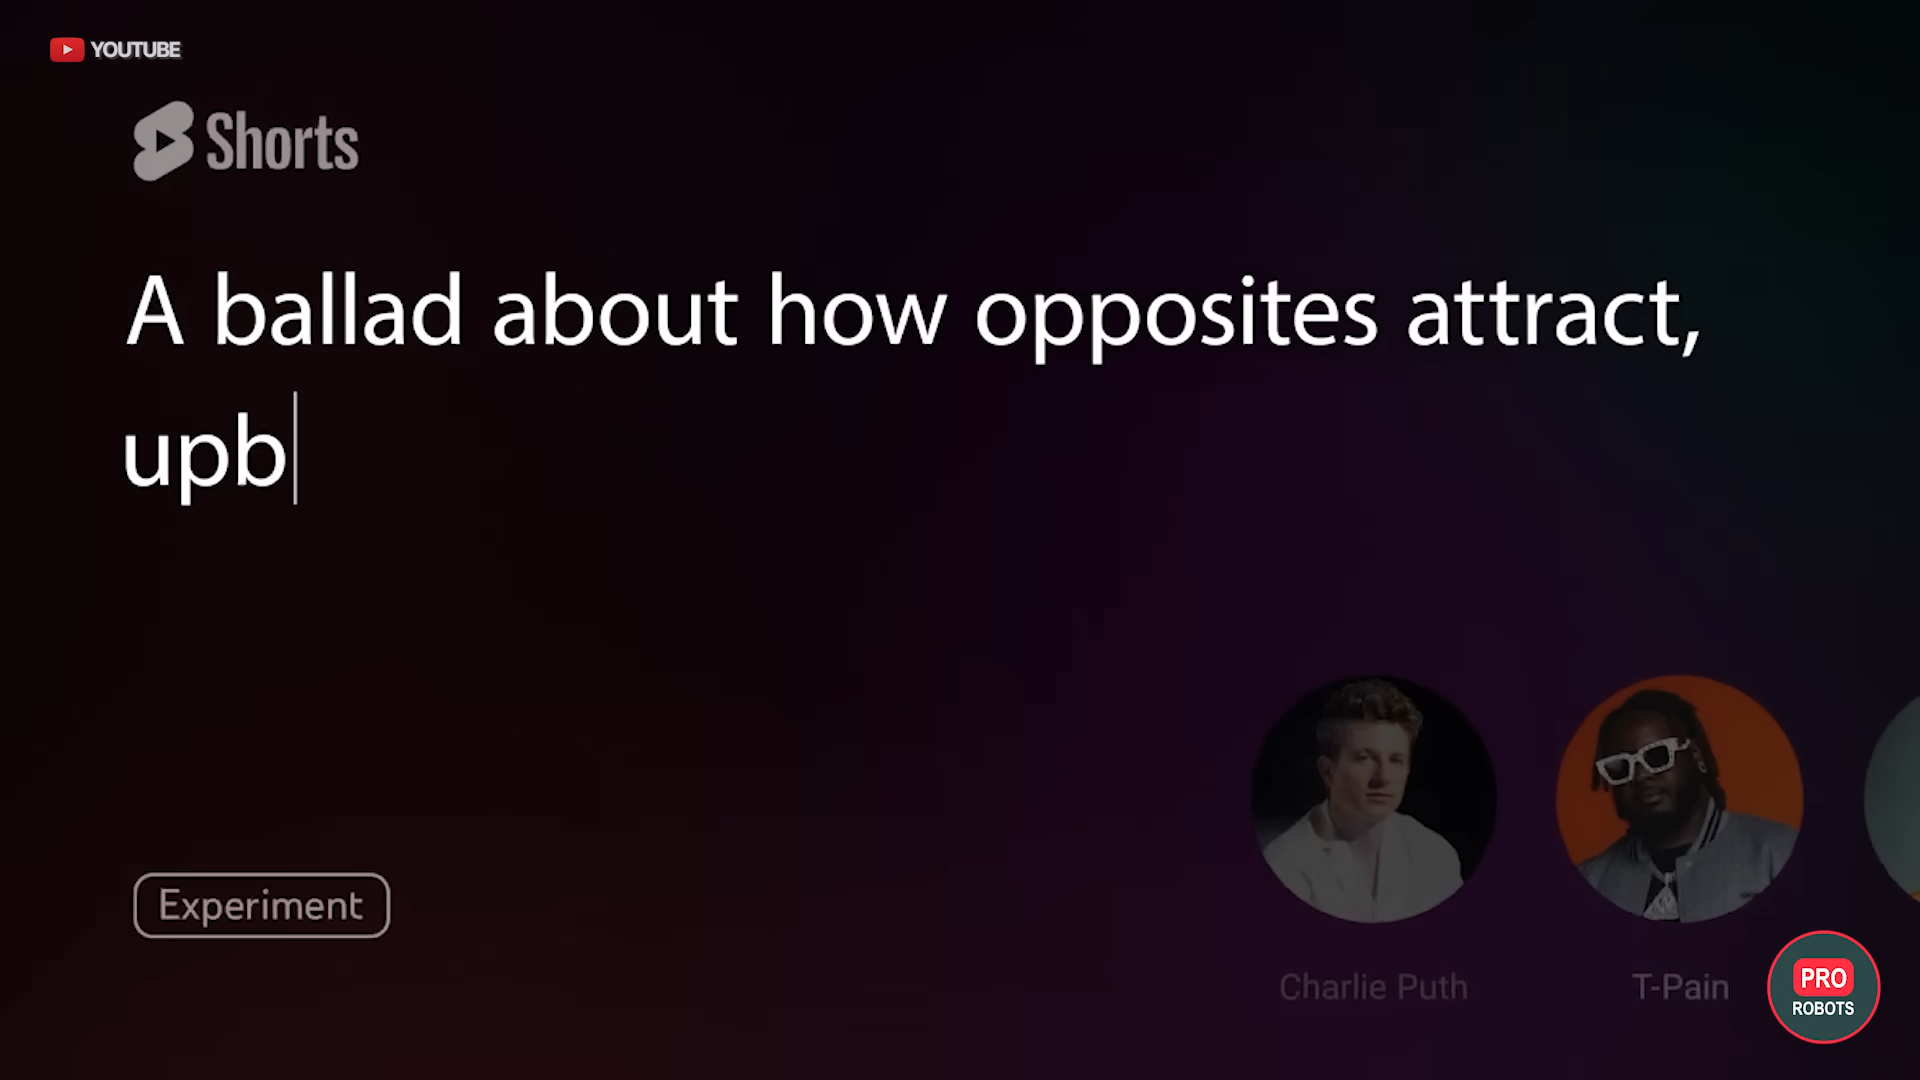 YOUTUBE
Shorts
A ballad about how opposites attract,
upb
Experiment
Charlie Puth
T-Pain
PRO
ROBOTS